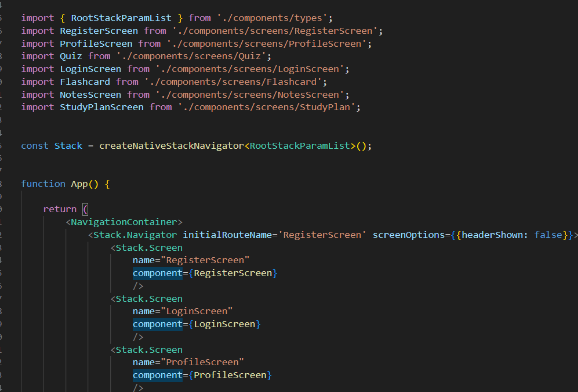 import { RootStackParamList } from './components/types';
import RegisterScreen from './components/screens/RegisterScreen';
import ProfileScreen from './components/screens/ProfileScreen';
import Quiz from './components/screens/Quiz';
import LoginScreen from './components/screens/LoginScreen';
import Flashcard from './components/screens/Flashcard';
import NotesScreen from './components/screens/NotesScreen';
import StudyPlanScreen from './components/screens/StudyPlan';
const Stack = createNativeStackNavigator<RootStackParamList>();
function App() {
return (
<NavigationContainer>
<Stack.Navigator initialRouteName='RegisterScreen' screenOptions={{headerShown: false}}>
<Stack.Screen
name="RegisterScreen"
component={RegisterScreen}
/>
<Stack.Screen
name="LoginScreen"
component={LoginScreen}
/>
<Stack.Screen
name="ProfileScreen"
component={ProfileScreen}
/>